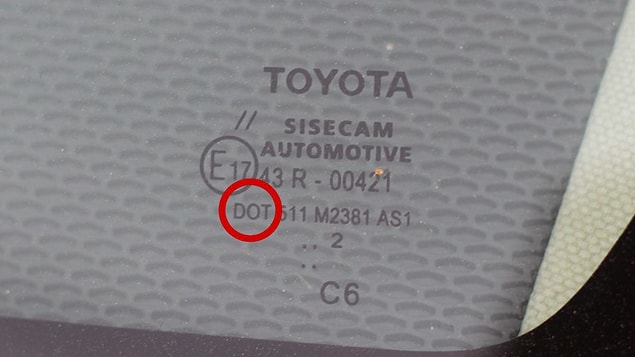 TOYOTA
// SISECAM
AUTOMOTIVE
E17 43 R - 00421
DOT 511 M2381 AS1
.. 2
..
C6